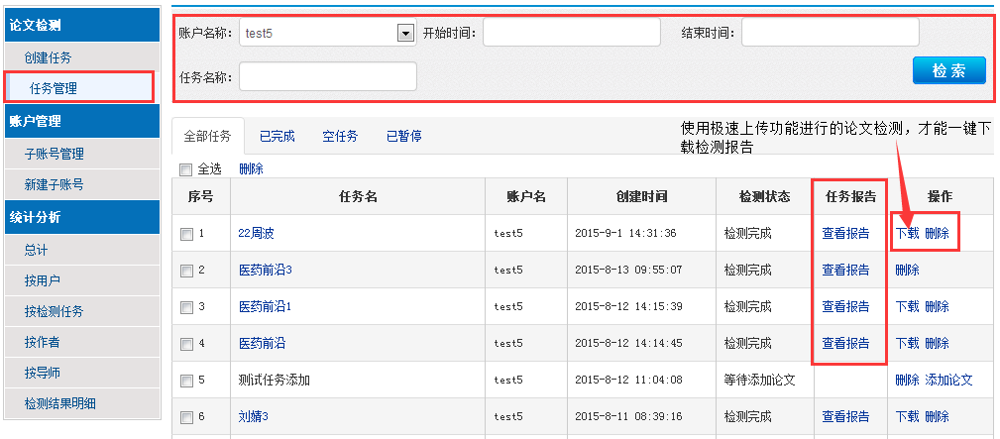 论文检测
创建任务
任务管理
账户管理
子账号管理
新建子账号
统计分析
总计
按用户
按检测任务
按作者
按导师
检测结果明细
账户名称： test5 开始时间： 结束时间：
任务名称： 检 索
全部任务 已完成 空任务 已暂停
使用极速上传功能进行的论文检测，才能一键下
载检测报告
全选 删除
序号 任务名 账户名 创建时间 检测状态 任务报告 操作
1 22周波 test5 2015-9-1 14:31:36 检测完成 查看报告 下载 删除
2 医药前沿3 test5 2015-8-13 09:55:07 检测完成 查看报告 删除
3 医药前沿1 test5 2015-8-12 14:15:39 检测完成 查看报告 下载 删除
4 医药前沿 test5 2015-8-12 14:14:45 检测完成 查看报告 下载 删除
5 测试任务添加 test5 2015-8-12 11:04:08 等待添加论文 删除 添加论文
6 刘婧3 test5 2015-8-11 08:39:16 检测完成 查看报告 下载 删除